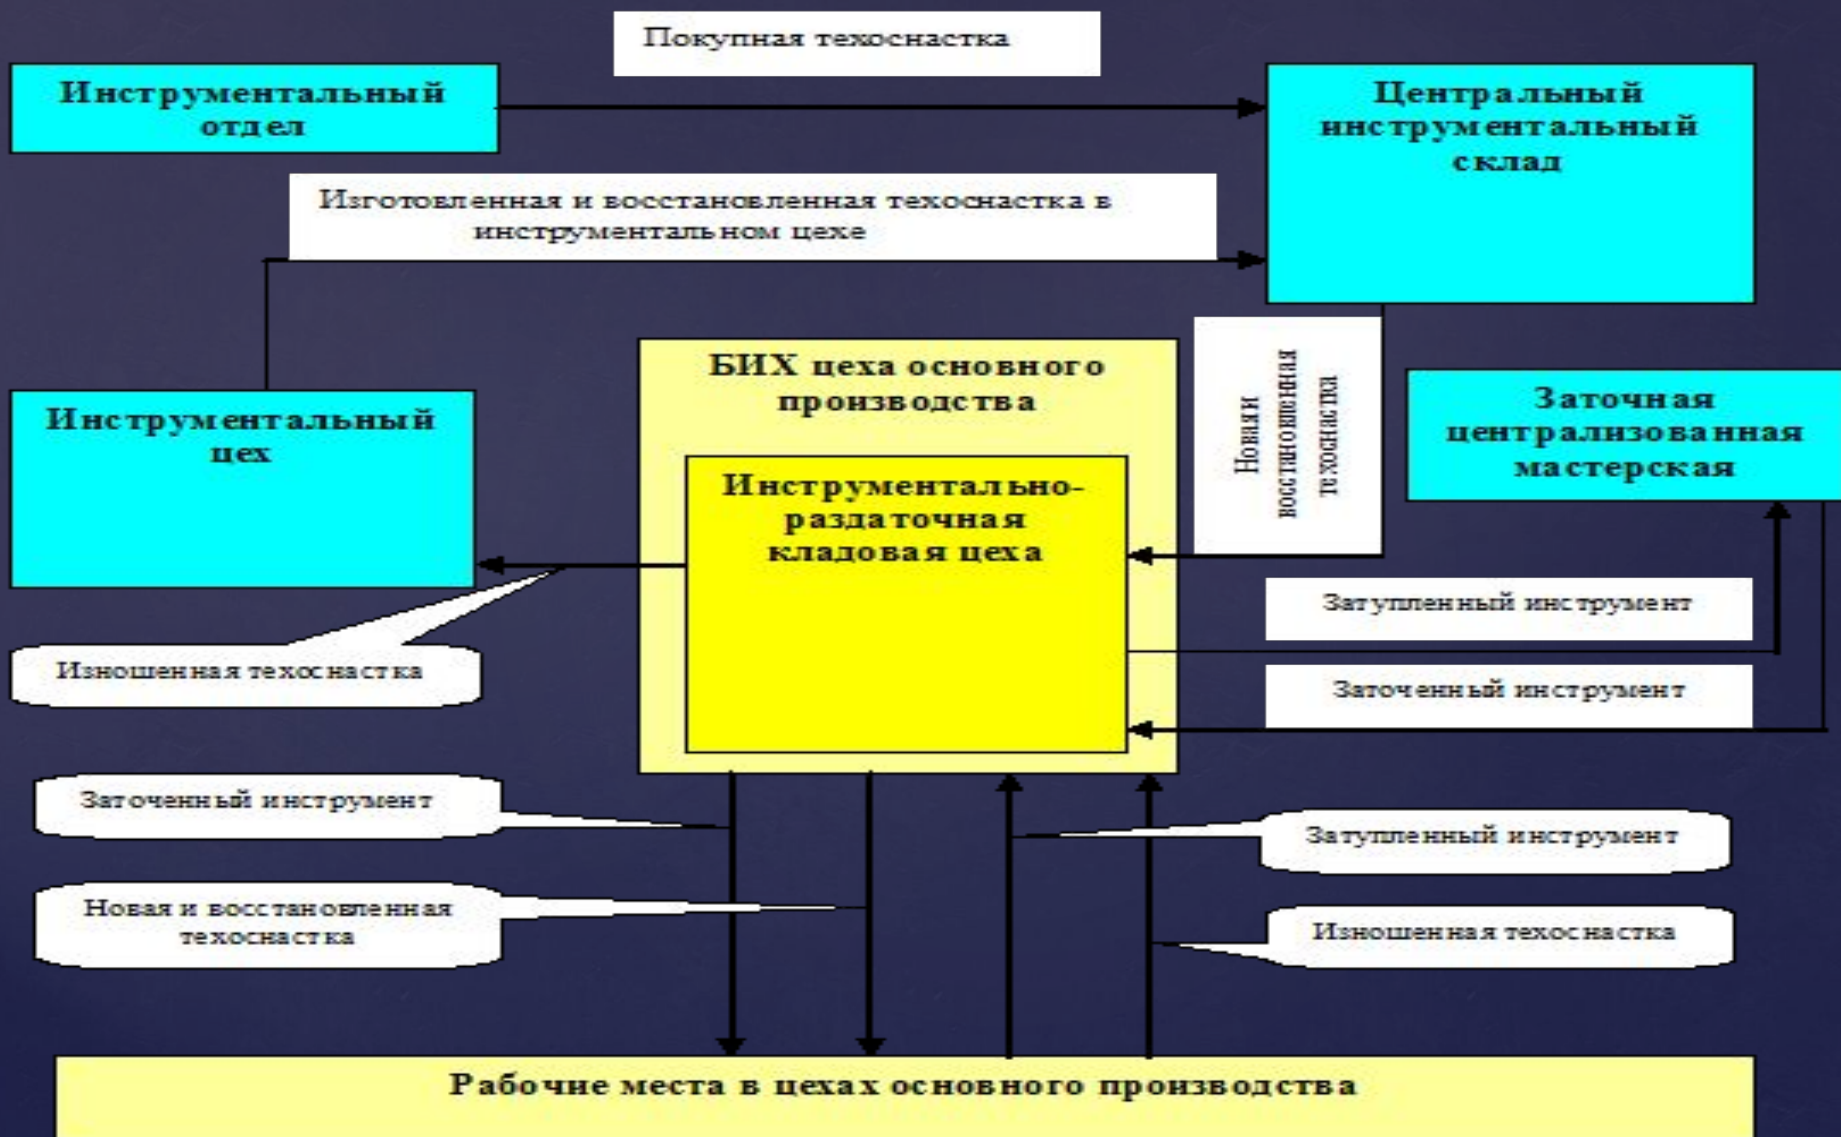 Покупная техоснастка
Инструментальный
отдел
Центральный
инструментальный
склад
Изготовленная и восстановленная техоснастка в
инструментальном цехе
Инструментальный
цех
БИХ цеха основного
производства
Инструментально-
раздаточная
кладовая цеха
Новая и
восстановленная
техоснастка
Заточная
централизованная
мастерская
Затупленный инструмент
Заточенный инструмент
Изношенная техоснастка
Заточенный инструмент
Новая и восстановленная
техоснастка
Затупленный инструмент
Изношенная техоснастка
Рабочие места в цехах основного производства